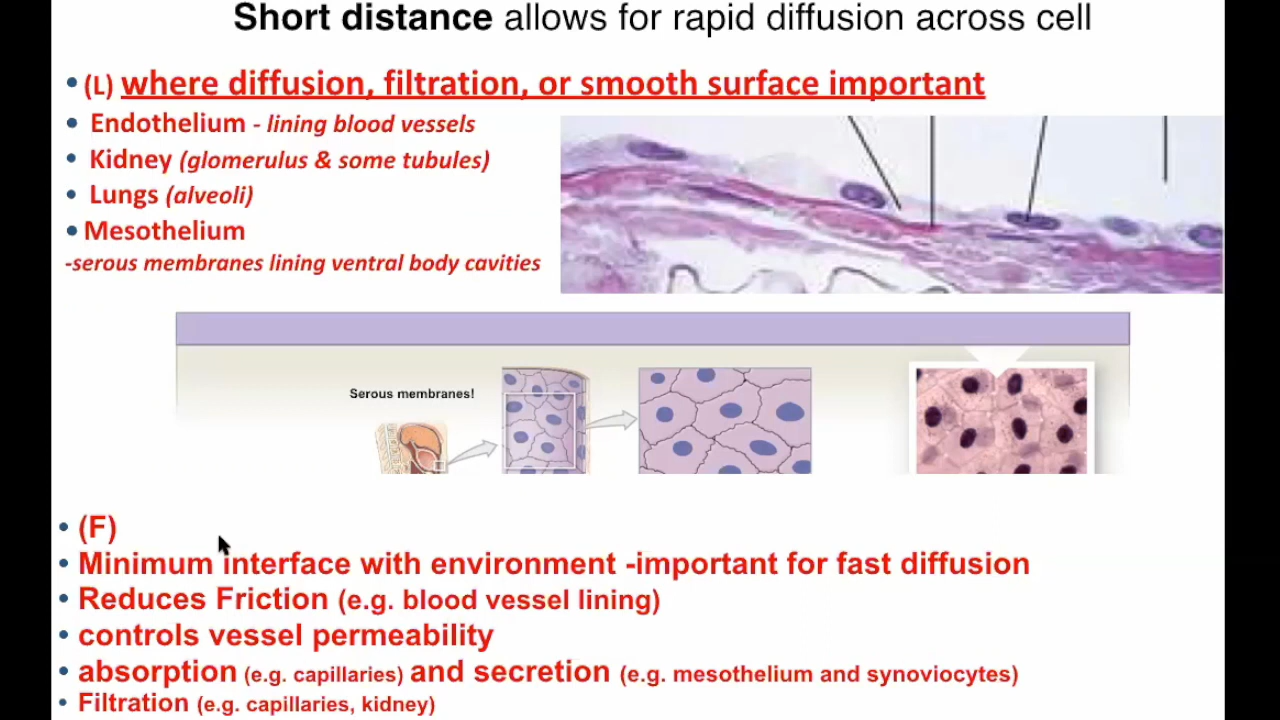 Short distance allows for rapid diffusion across cell
• (L) where diffusion, filtration, or smooth surface important
• Endothelium - lining blood vessels
• Kidney (glomerulus & some tubules)
• Lungs (alveoli)
• Mesothelium
-serous membranes lining ventral body cavities
Serous membranes!
• (F)
• Minimum interface with environment -important for fast diffusion
• Reduces Friction (e.g. blood vessel lining)
• controls vessel permeability
• absorption (e.g. capillaries) and secretion (e.g. mesothelium and synoviocytes)
• Filtration (e.g. capillaries, kidney)